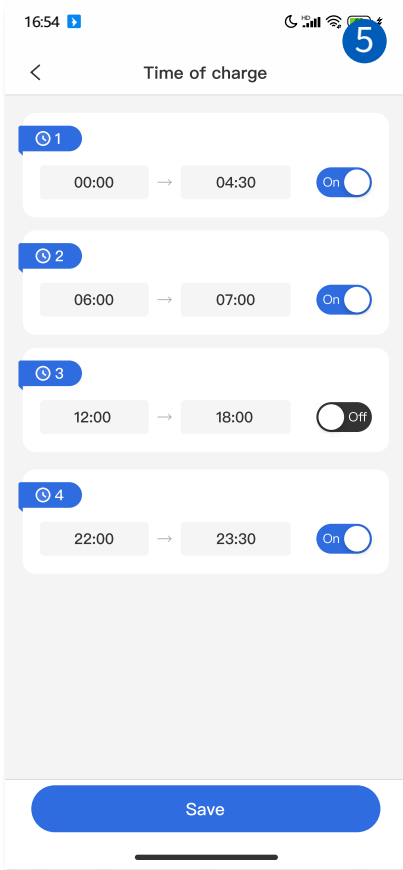 16:54
HD
5
Time of charge
1
00:00 → 04:30 On
2
06:00 → 07:00 On
3
12:00 → 18:00 Off
4
22:00 → 23:30 On
Save